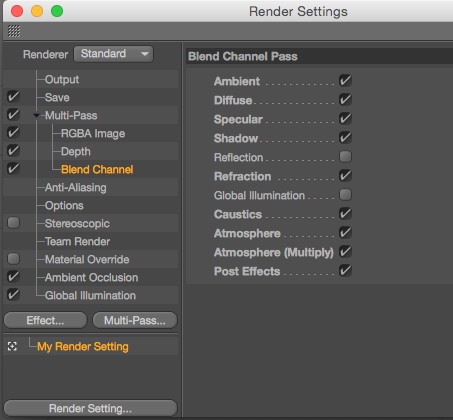 Render Settings
Renderer Standard
Output
Save
Multi-Pass
RGBA Image
Depth
Blend Channel
Anti-Aliasing
Options
Stereoscopic
Team Render
Material Override
Ambient Occlusion
Global Illumination
Effect... Multi-Pass...
My Render Setting
Render Setting...
Blend Channel Pass
Ambient
Diffuse
Specular
Shadow
Reflection
Refraction
Global Illumination
Caustics
Atmosphere
Atmosphere (Multiply)
Post Effects